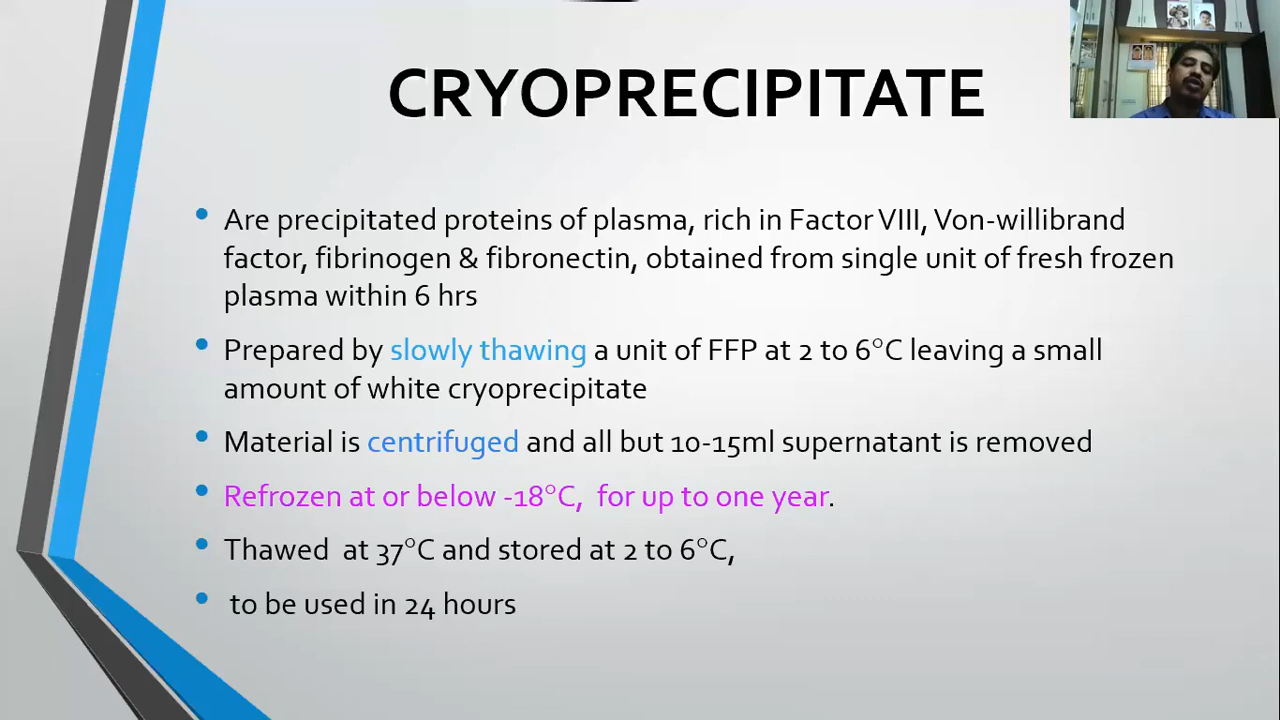 CRYOPRECIPITATE
• Are precipitated proteins of plasma, rich in Factor VIII, Von-willibrand
factor, fibrinogen & fibronectin, obtained from single unit of fresh frozen
plasma within 6 hrs
• Prepared by slowly thawing a unit of FFP at 2 to 6°C leaving a small
amount of white cryoprecipitate
• Material is centrifuged and all but 10-15ml supernatant is removed
• Refrozen at or below -18°C, for up to one year.
• Thawed at 37°C and stored at 2 to 6°C,
• to be used in 24 hours